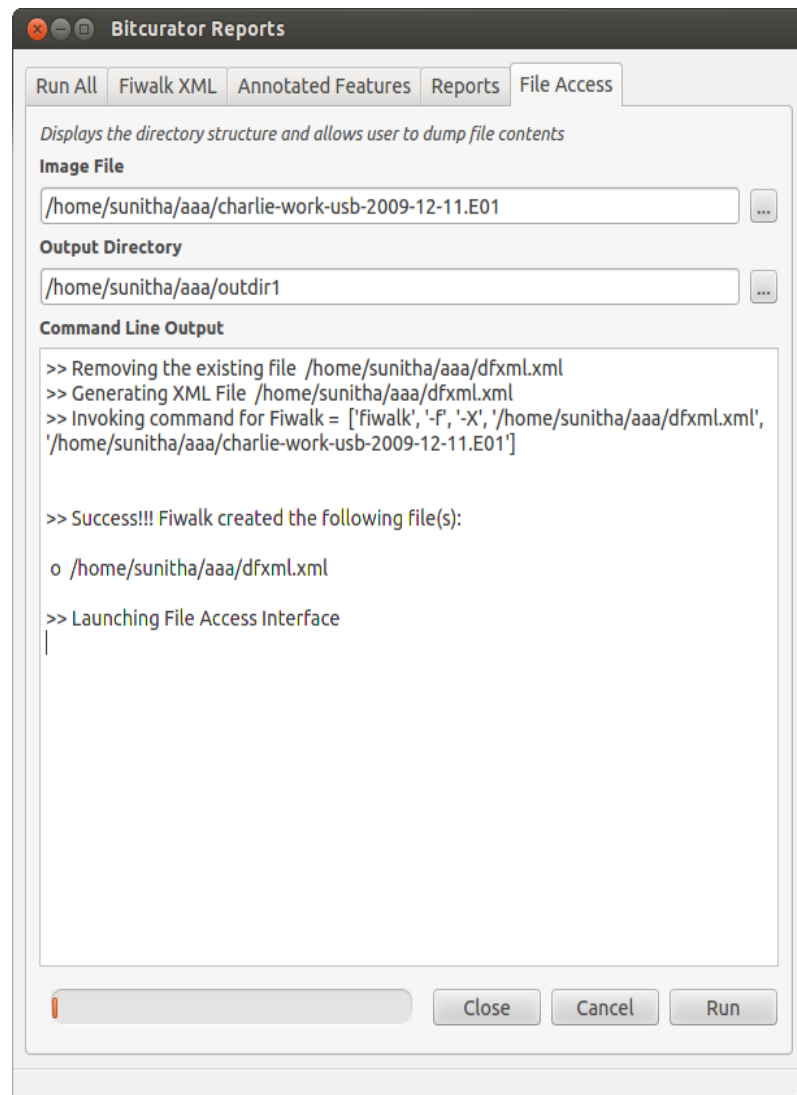 Bitcurator Reports
Run All Fiwalk XML Annotated Features Reports File Access
Displays the directory structure and allows user to dump file contents
Image File
/home/sunitha/aaa/charlie-work-usb-2009-12-11.E01 ...
Output Directory
/home/sunitha/aaa/outdir1 ...
Command Line Output
>> Removing the existing file /home/sunitha/aaa/dfxml.xml
>> Generating XML File /home/sunitha/aaa/dfxml.xml
>> Invoking command for Fiwalk = ['fiwalk', '-f', '-X', '/home/sunitha/aaa/dfxml.xml',
'/home/sunitha/aaa/charlie-work-usb-2009-12-11.E01']
>> Success!!! Fiwalk created the following file(s):
o /home/sunitha/aaa/dfxml.xml
>> Launching File Access Interface
Close Cancel Run